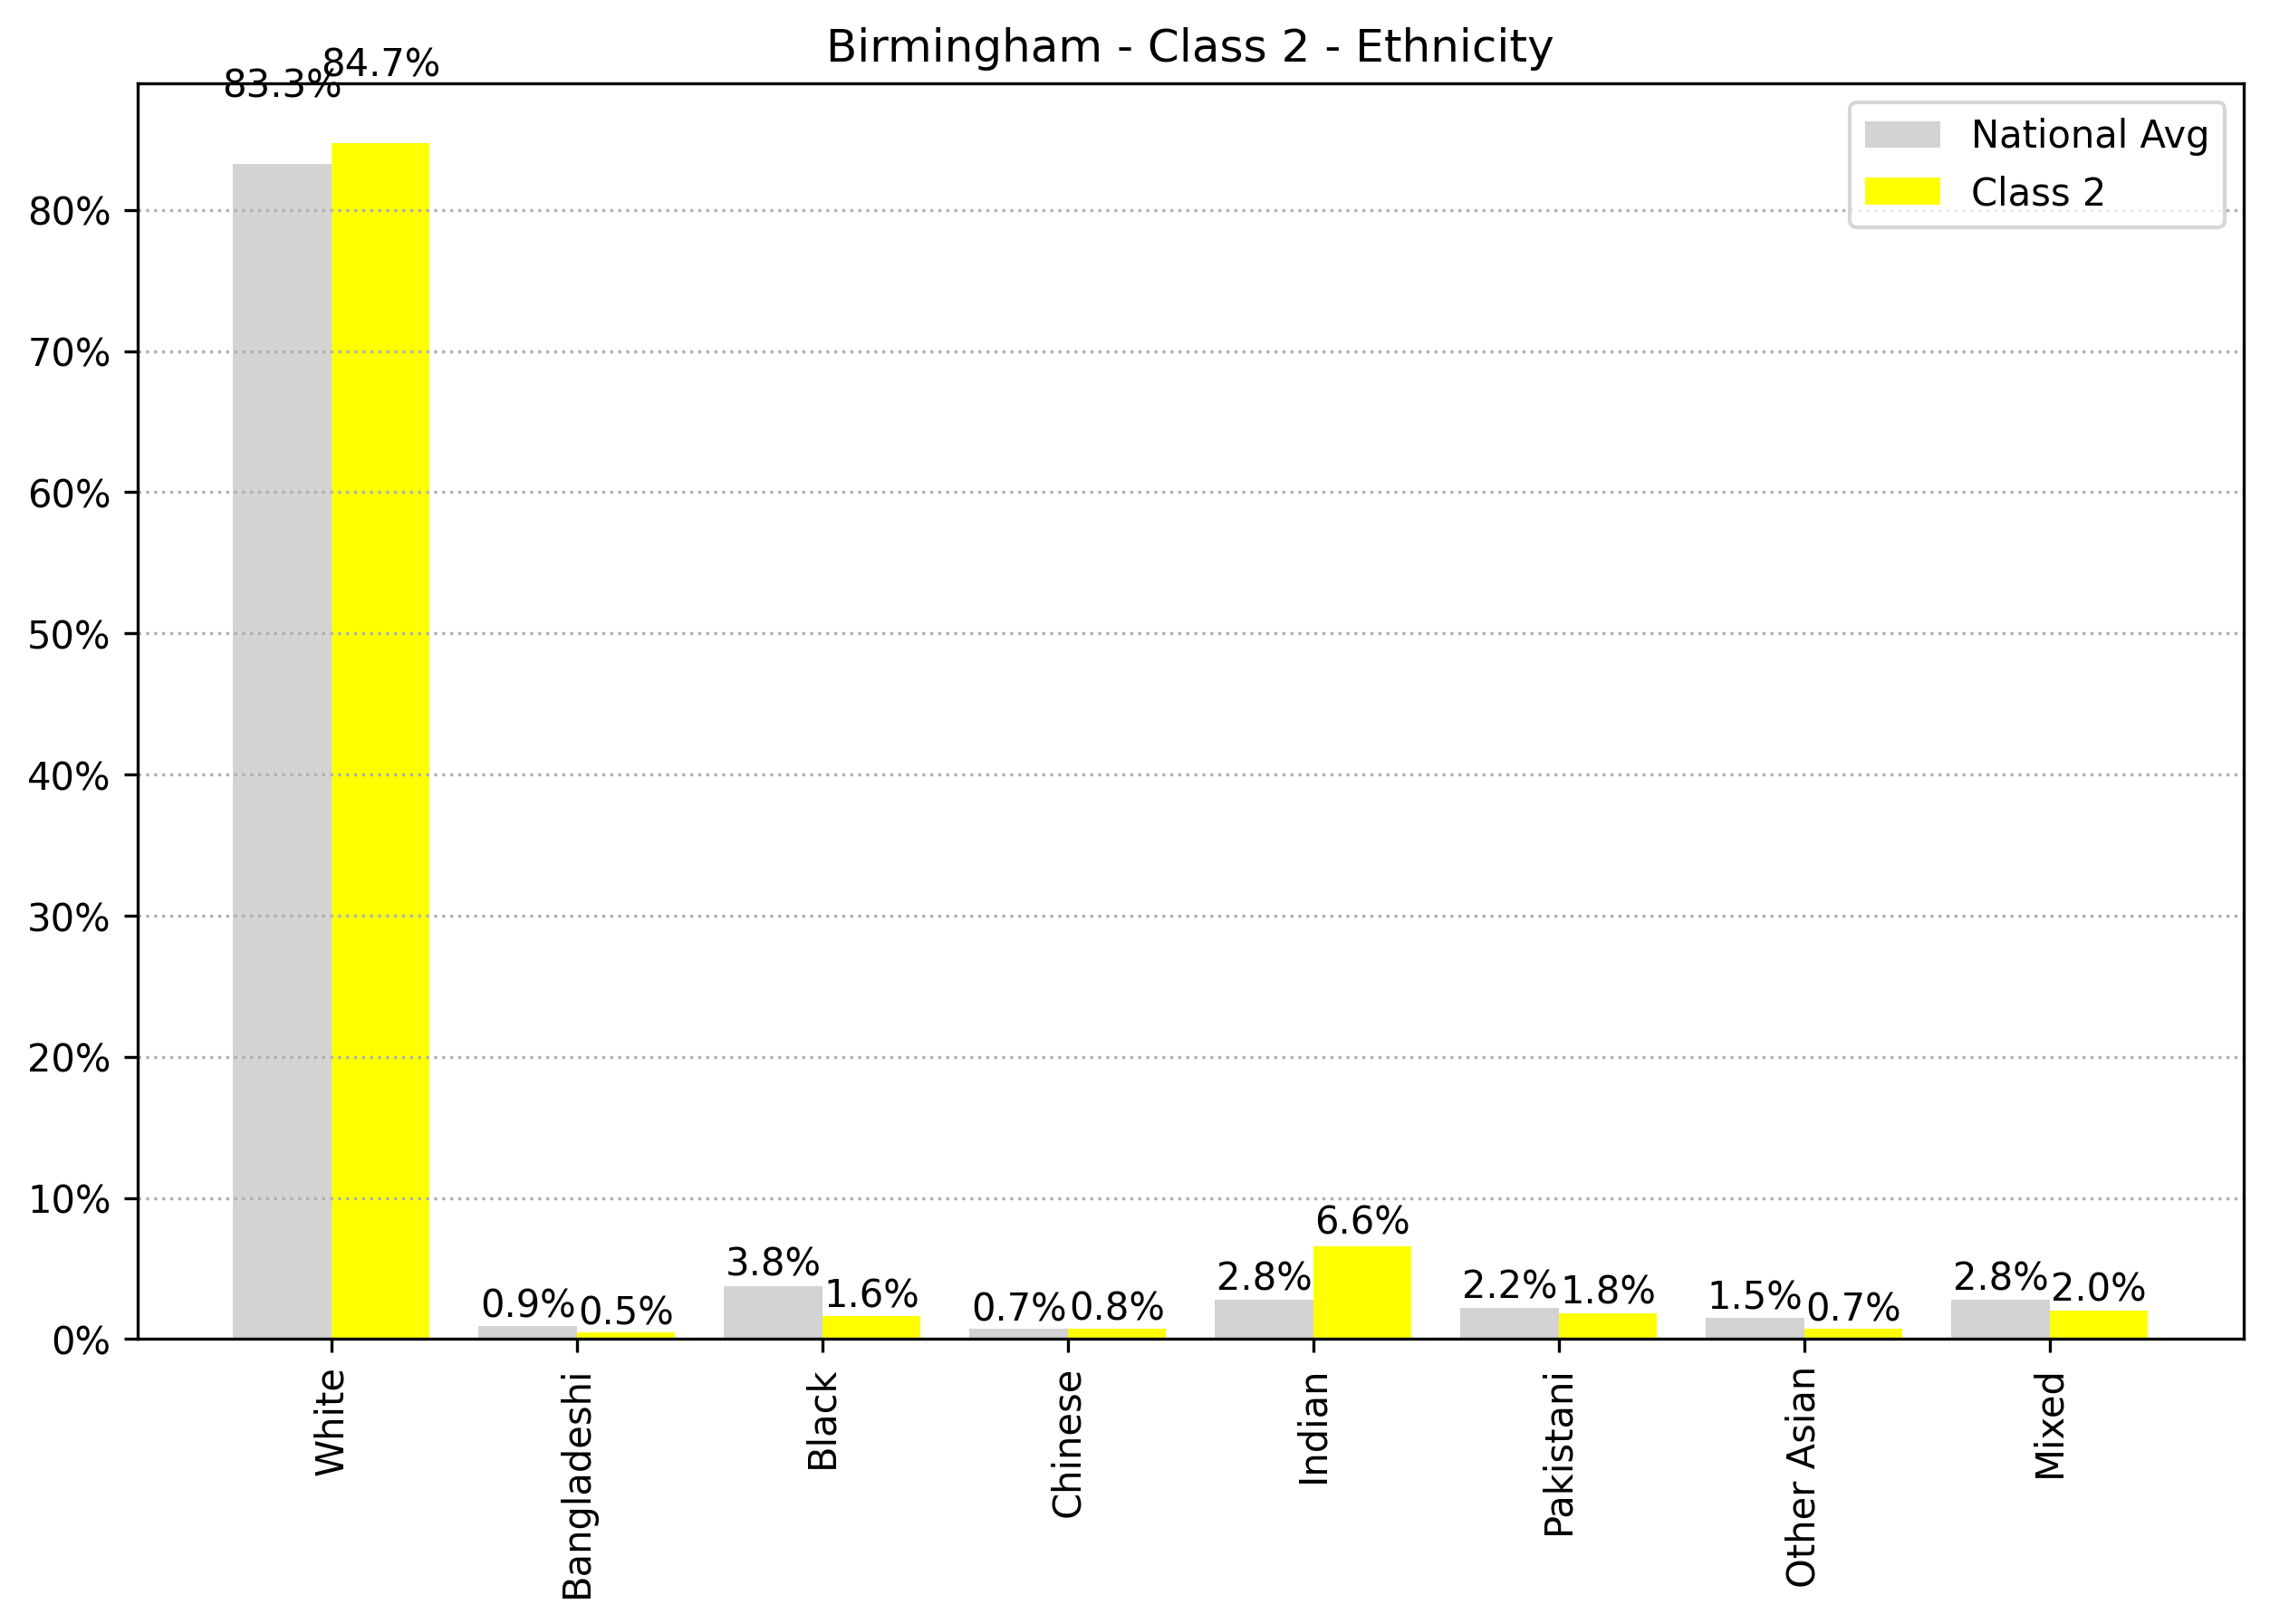 Birmingham - Class 2 - Ethnicity
83.3%
84.7%
National Avg
Class 2
80%
70%
60%
50%
40%
30%
20%
10%
0%
0.9%
0.5%
3.8%
1.6%
0.7%
0.8%
2.8%
6.6%
2.2%
1.8%
1.5%
0.7%
2.8%
2.0%
White
Bangladeshi
Black
Chinese
Indian
Pakistani
Other Asian
Mixed